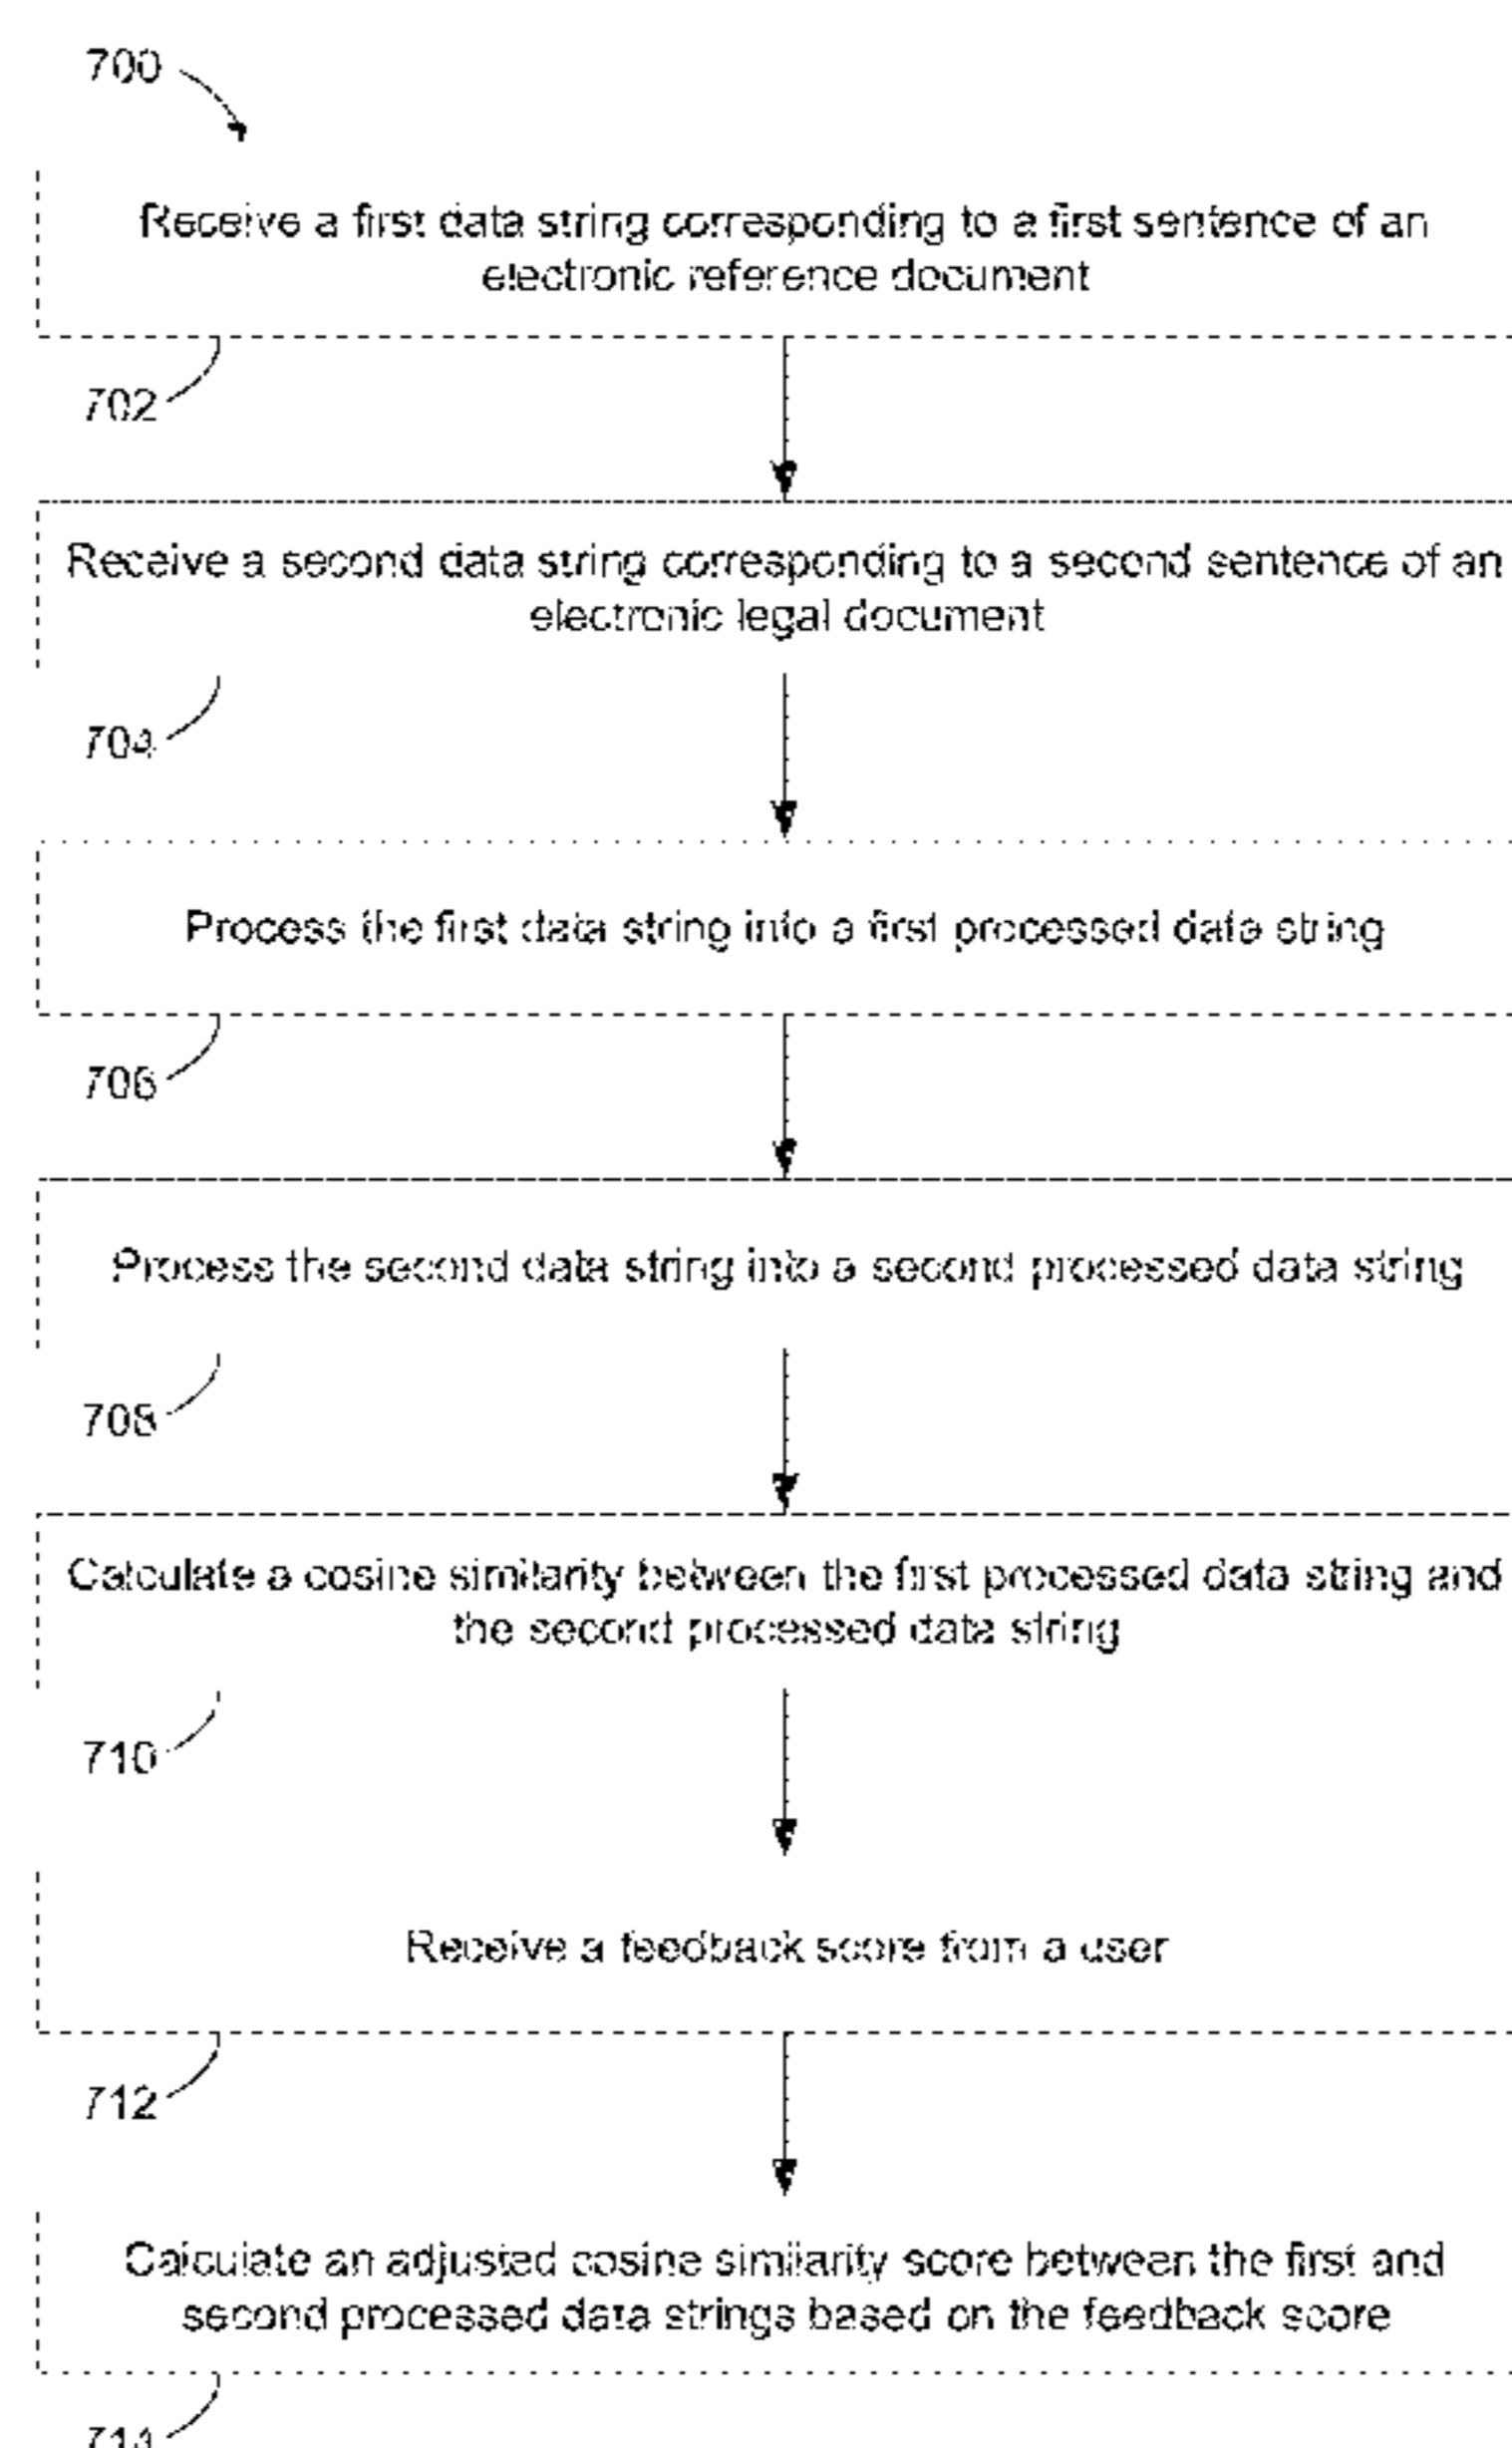 700
Receive a first data string corresponding to a first sentence of an
electronic reference document
702
Receive a second data string corresponding to a second sentence of an
electronic legal document
704
Process the first data string into a first processed data string
706
Process the second data string into a second processed data string
708
Calculate a cosine similarity between the first processed data string and
the second processed data string
710
Receive a feedback score from a user
712
Calculate an adjusted cosine similarity score between the first and
second processed data strings based on the feedback score
714